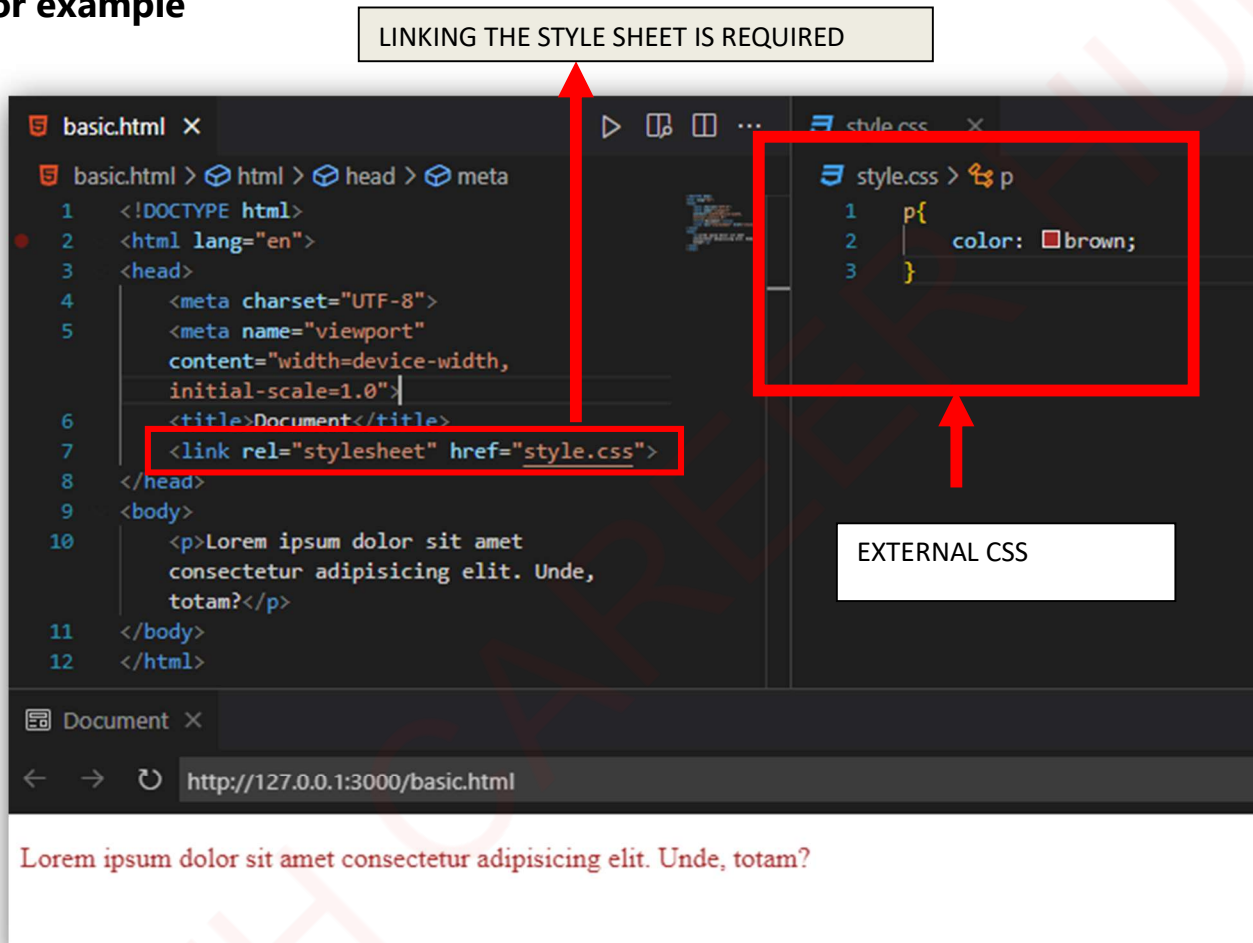 or example
LINKING THE STYLE SHEET IS REQUIRED
basic.html
basic.html > html > head > meta
1 <!DOCTYPE html>
2 <html lang="en">
3 <head>
4 <meta charset="UTF-8">
5 <meta name="viewport"
content="width=device-width,
initial-scale=1.0">
6 <title>Document</title>
7 <link rel="stylesheet" href="style.css">
8 </head>
9 <body>
10 <p>Lorem ipsum dolor sit amet
consectetur adipisicing elit. Unde,
totam?</p>
11 </body>
12 </html>
style.css
style.css > p
1 p{
2 color: brown;
3 }
EXTERNAL CSS
Document
http://127.0.0.1:3000/basic.html
Lorem ipsum dolor sit amet consectetur adipisicing elit. Unde, totam?
H CAREER HU